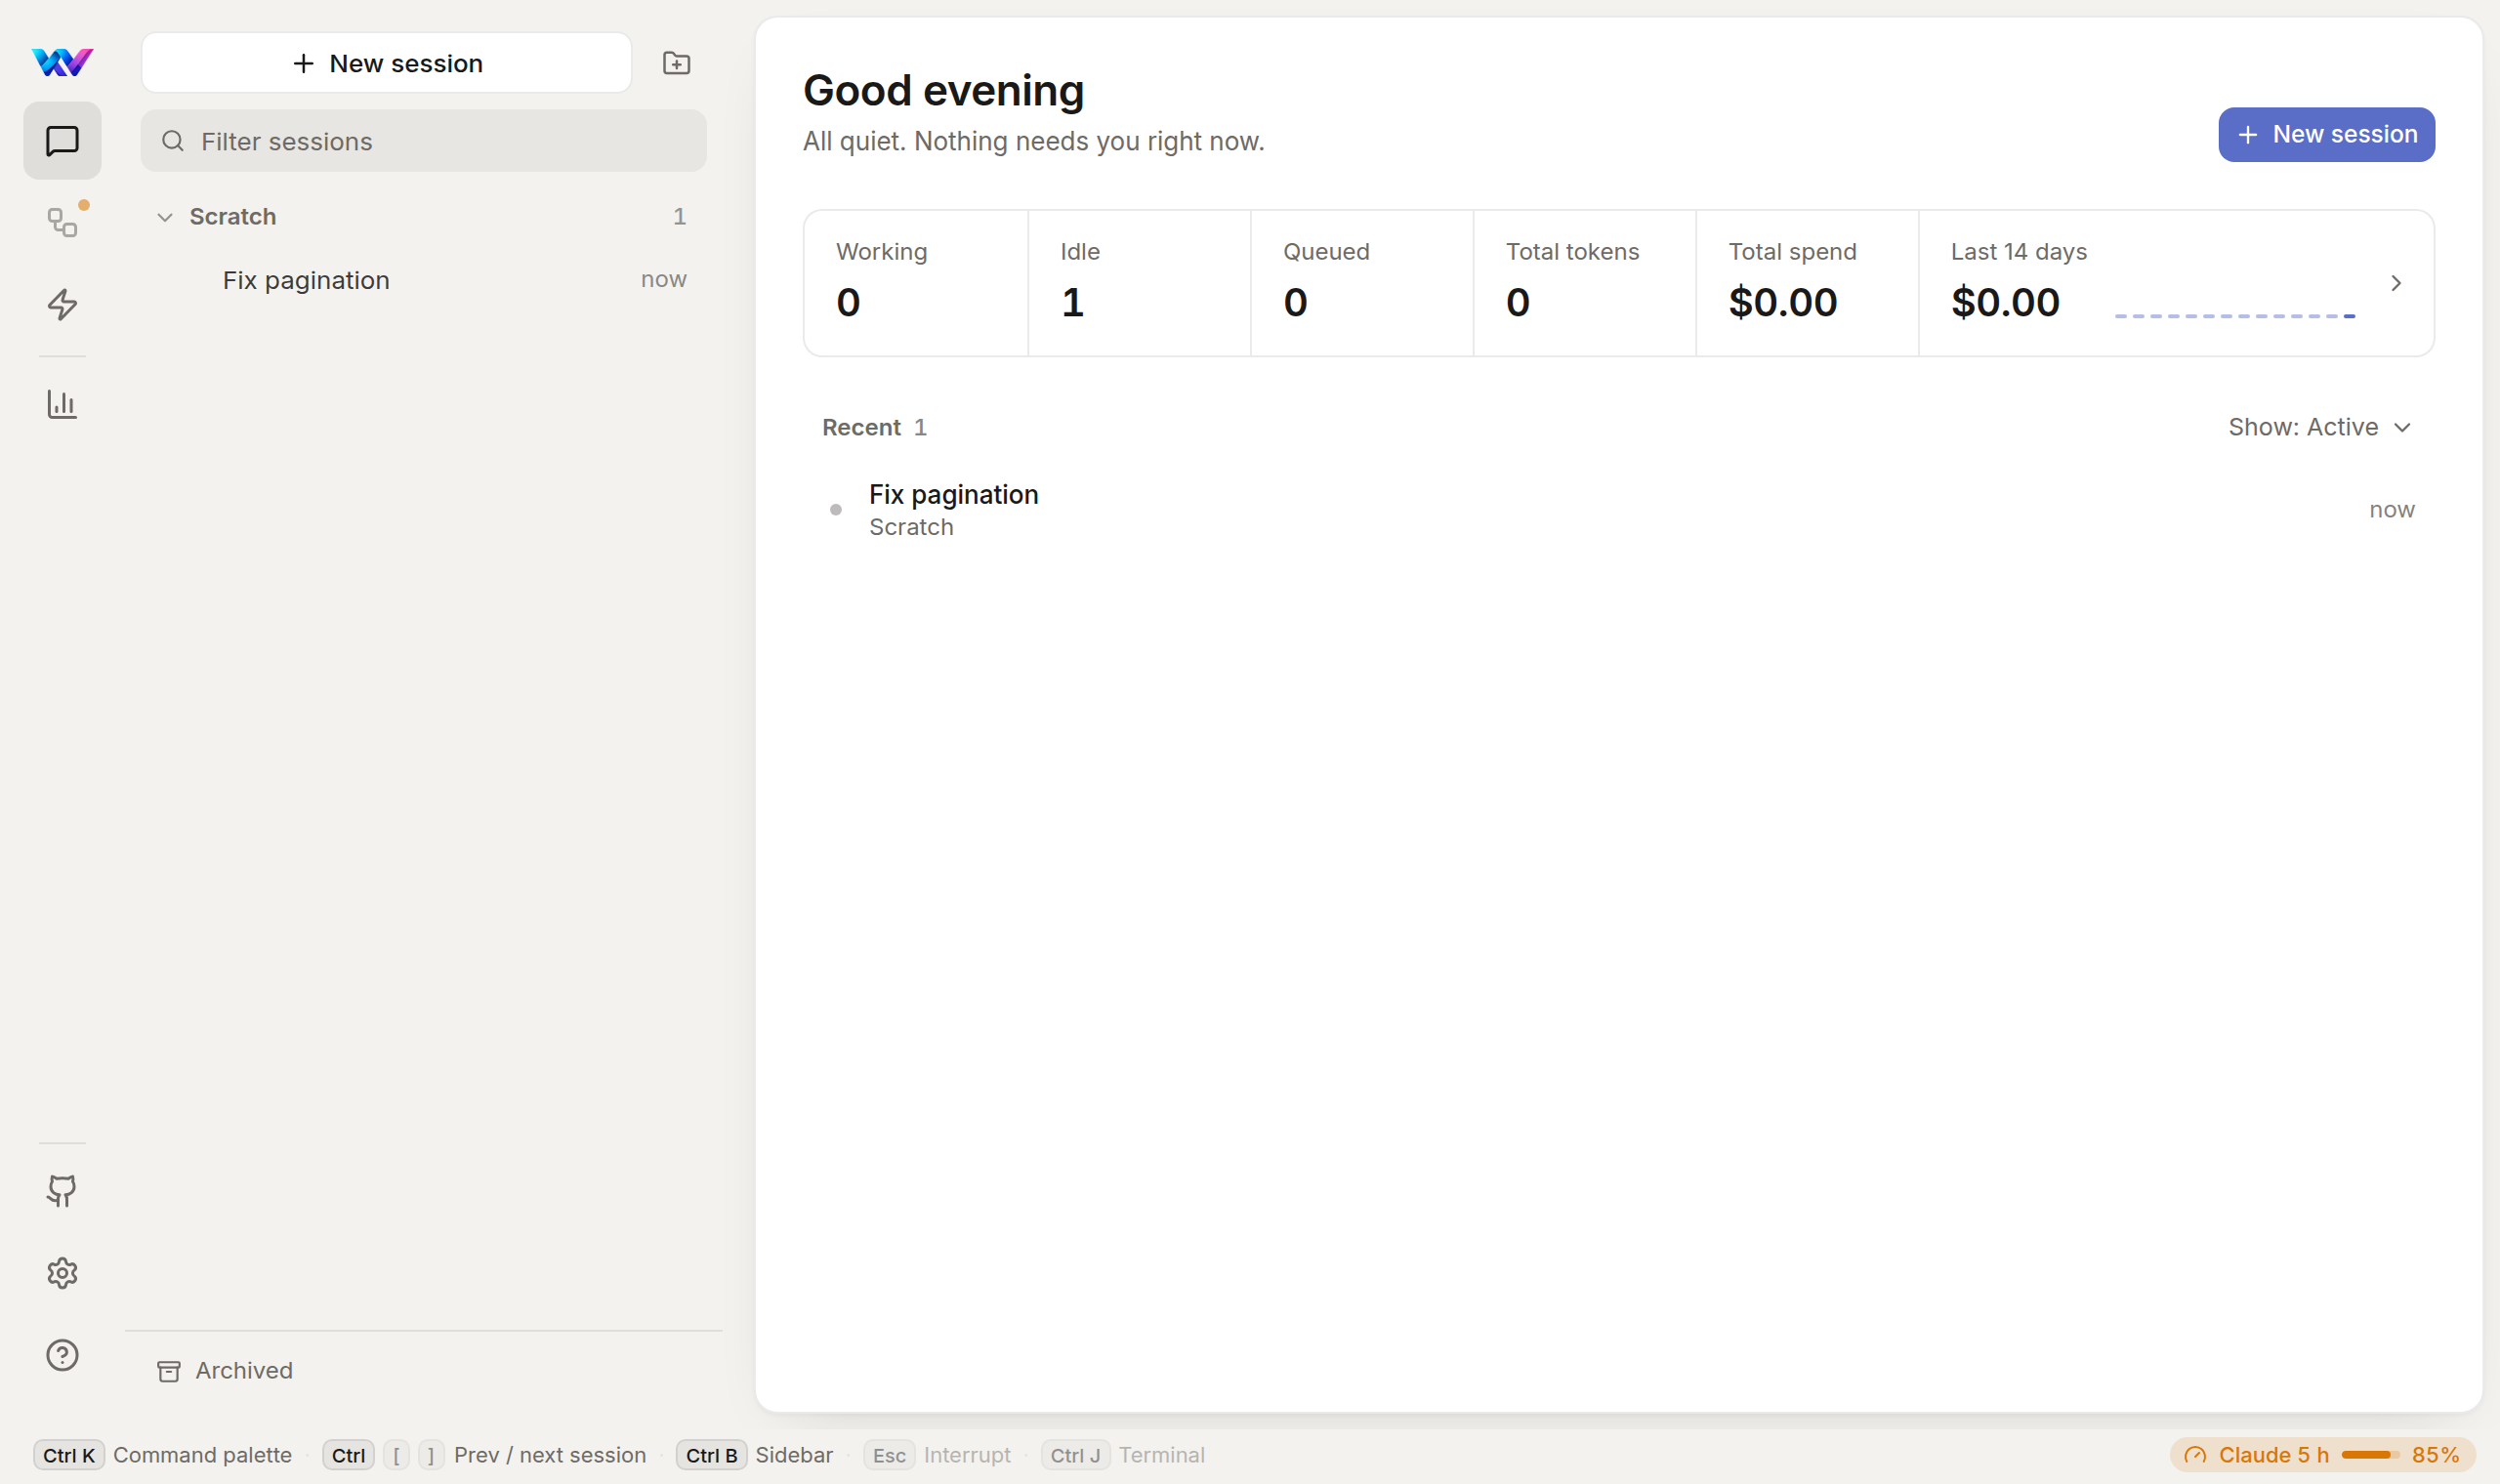 New session
Filter sessions
Scratch 1
Fix pagination now
Archived
Good evening
All quiet. Nothing needs you right now.
New session
Working
0
Idle
1
Queued
0
Total tokens
0
Total spend
$0.00
Last 14 days
$0.00
Recent 1
Show: Active
Fix pagination
Scratch
now
Ctrl K Command palette · Ctrl [ ] Prev / next session · Ctrl B Sidebar · Esc Interrupt · Ctrl J Terminal
Claude 5 h 85%